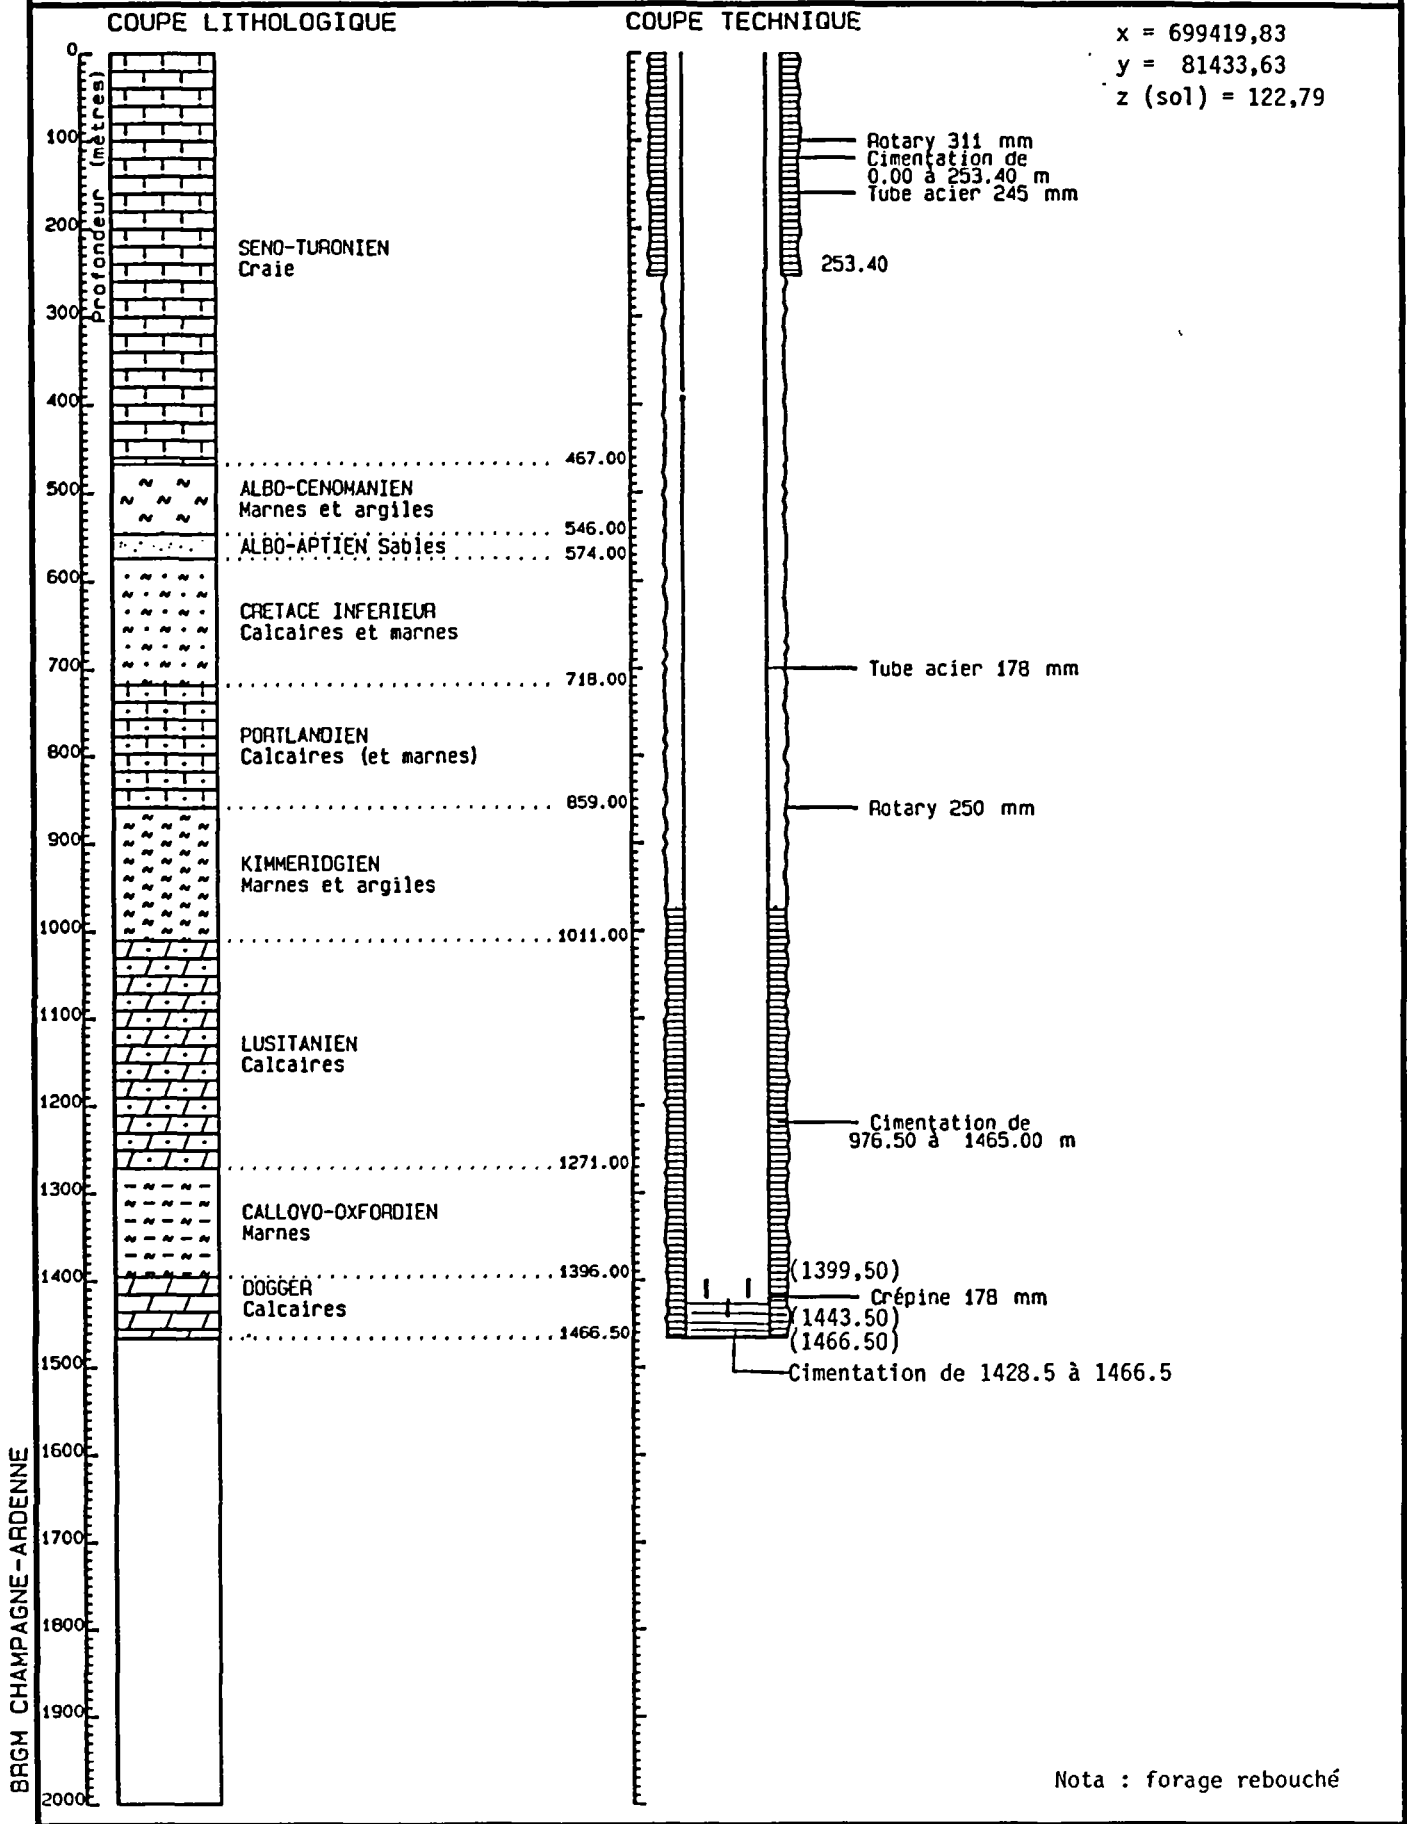 COUPE LITHOLOGIQUE
COUPE TECHNIQUE
x = 699419,83
y = 81433,63
z (sol) = 122,79
Profondeur (mètres)
0
100
200
300
400
500
600
700
800
900
1000
1100
1200
1300
1400
1500
1600
1700
1800
1900
2000
SENO-TURONIEN
Craie
467.00
ALBO-CENOMANIEN
Marnes et argiles
546.00
ALBO-APTIEN Sables
574.00
CRETACE INFERIEUR
Calcaires et marnes
718.00
PORTLANDIEN
Calcaires (et marnes)
859.00
KIMMERIDGIEN
Marnes et argiles
1011.00
LUSITANIEN
Calcaires
1271.00
CALLOVO-OXFORDIEN
Marnes
1396.00
DOGGER
Calcaires
1466.50
Rotary 311 mm
Cimentation de
0.00 à 253.40 m
Tube acier 245 mm
253.40
Tube acier 178 mm
Rotary 250 mm
Cimentation de
976.50 à 1465.00 m
(1399,50)
Crépine 178 mm
(1443.50)
(1466.50)
Cimentation de 1428.5 à 1466.5
Nota : forage rebouché
BRGM CHAMPAGNE-ARDENNE